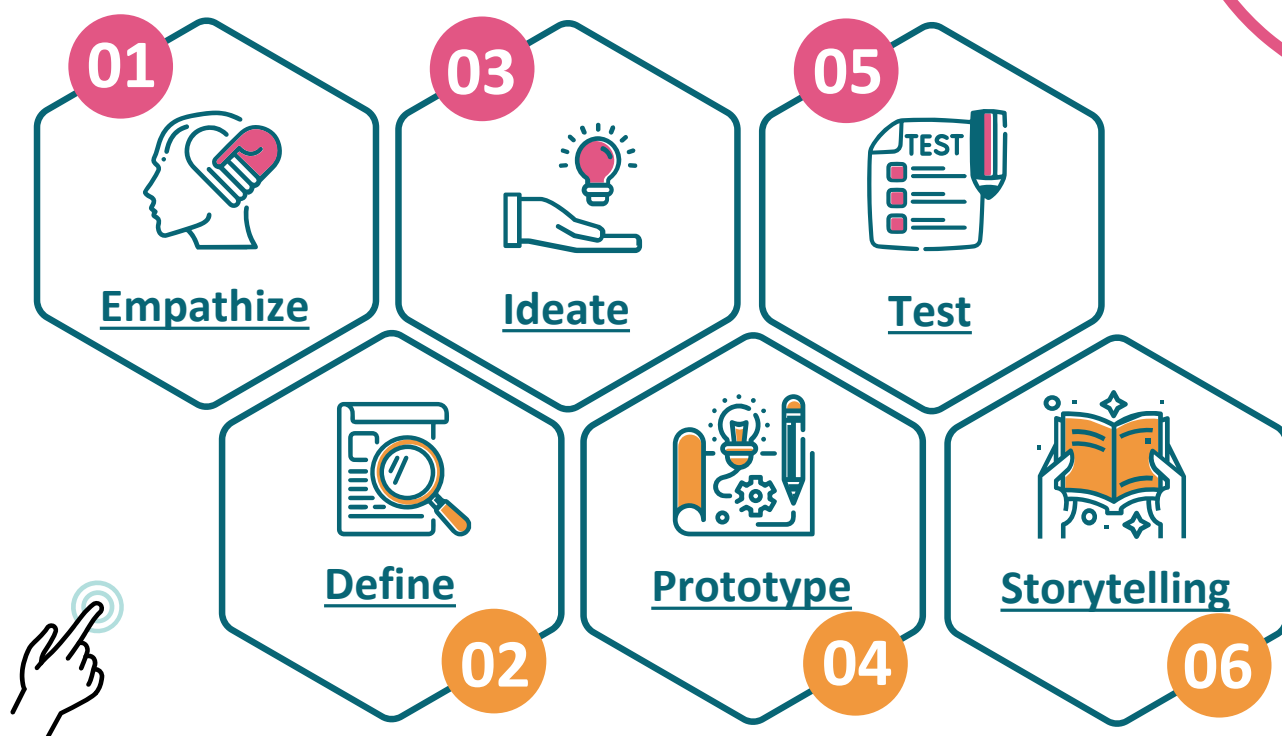 01
Empathize
02
Define
03
Ideate
04
Prototype
05
TEST
Test
06
Storytelling